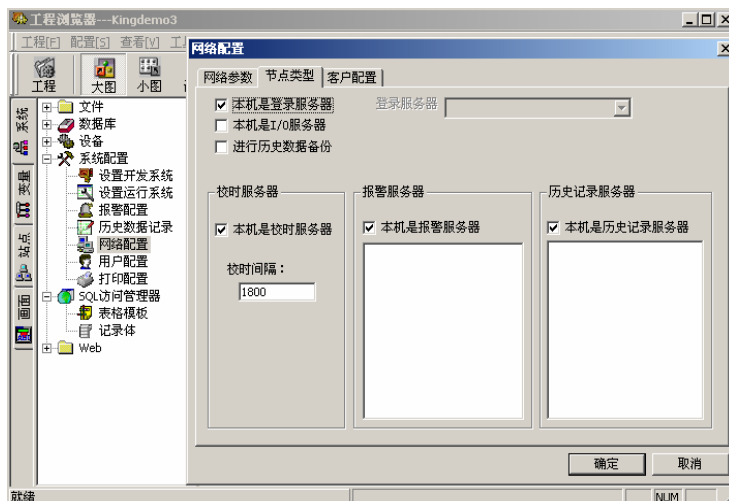 工程浏览器---Kingdemo3
工程[F] 配置[S] 查看[V]
网络配置
工程 大图 小图
网络参数 节点类型 客户配置
本机是登录服务器 登录服务器
本机是I/O服务器
进行历史数据备份
系统
变量
站点
画面
文件
数据库
设备
系统配置
设置开发系统
设置运行系统
报警配置
历史数据记录
网络配置
用户配置
打印配置
SQL访问管理器
表格模板
记录体
Web
校时服务器 报警服务器 历史记录服务器
本机是校时服务器 本机是报警服务器 本机是历史记录服务器
校时间隔：
1800
确定 取消
就绪 NUM